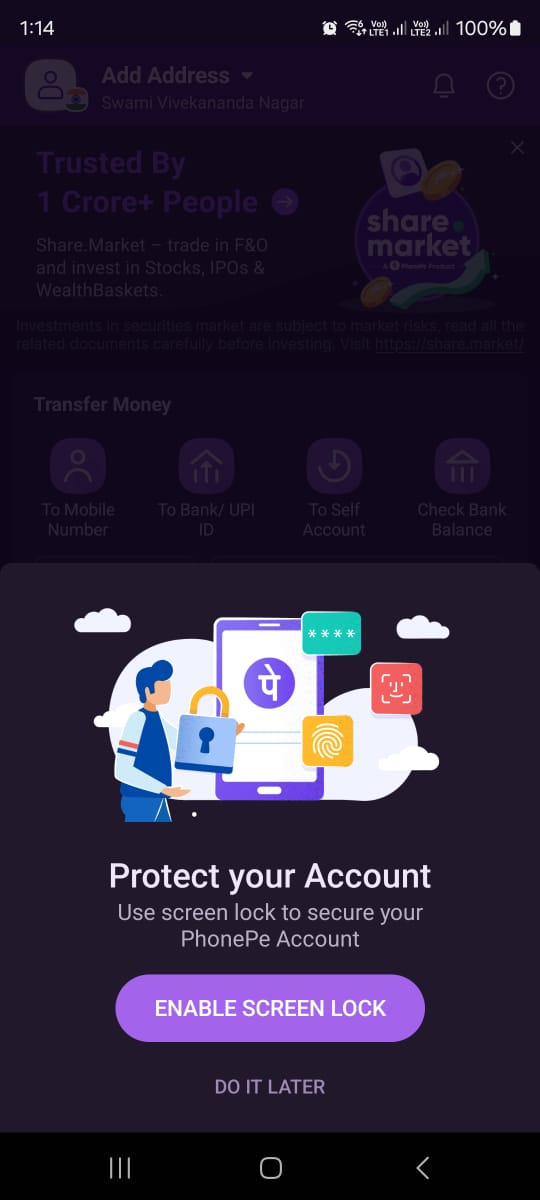 1:14
Vo) LTE1 Vo) LTE2 100%
Add Address
Swami Vivekananda Nagar
Trusted By
1 Crore+ People
Share.Market – trade in F&O
and invest in Stocks, IPOs &
WealthBaskets.
share.
market
A पे PhonePe Product
Investments in securities market are subject to market risks, read all the
related documents carefully before investing. Visit https://share.market/
Transfer Money
To Mobile
Number
To Bank/ UPI
ID
To Self
Account
Check Bank
Balance
****
पे
Protect your Account
Use screen lock to secure your
PhonePe Account
ENABLE SCREEN LOCK
DO IT LATER